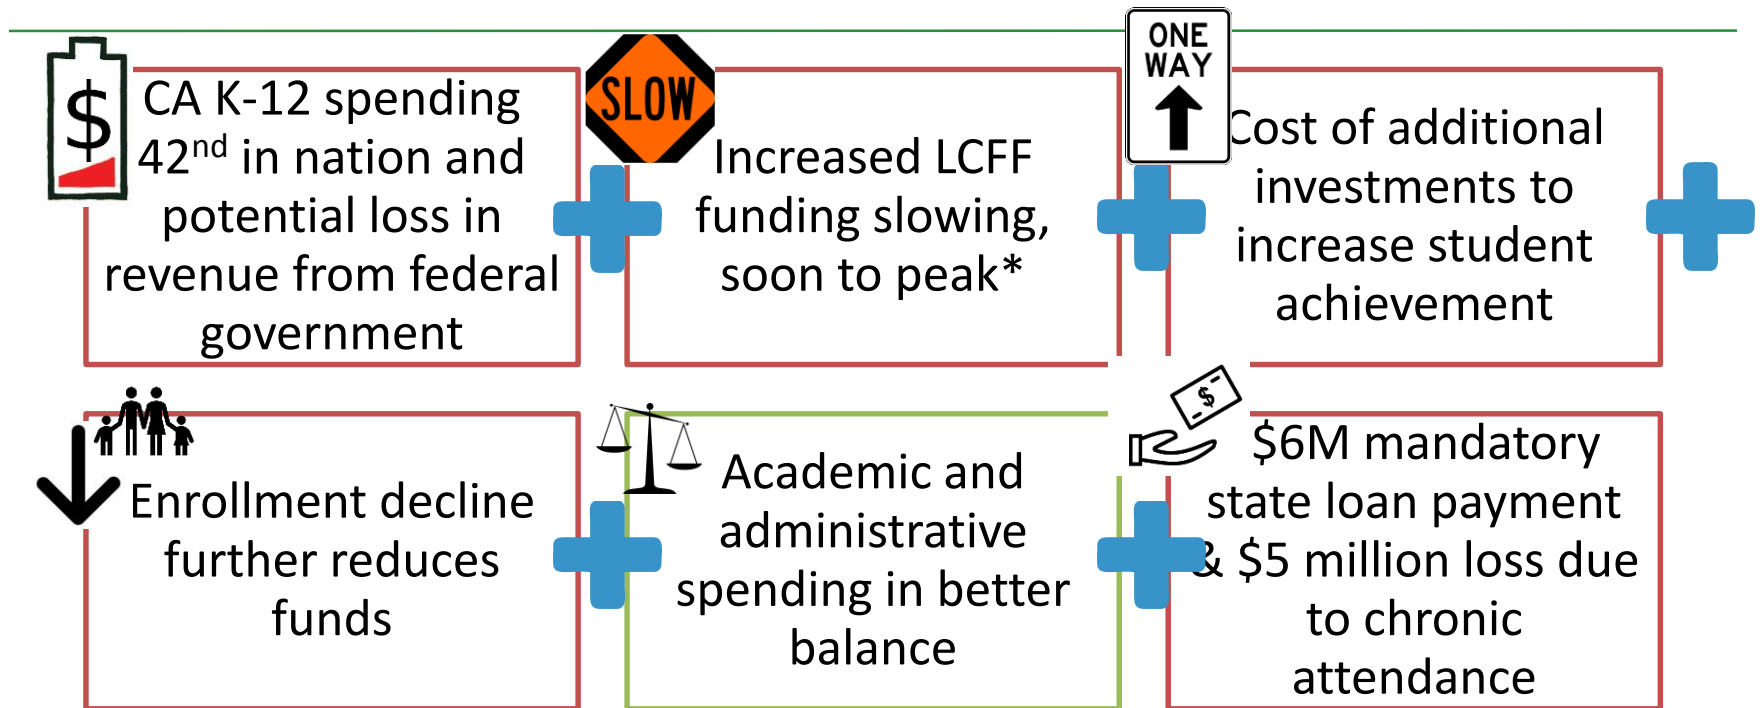 $
CA K-12 spending
42nd in nation and
potential loss in
revenue from federal
government
SLOW
Increased LCFF
funding slowing,
soon to peak*
ONE
WAY
Cost of additional
investments to
increase student
achievement
Enrollment decline
further reduces
funds
Academic and
administrative
spending in better
balance
$
$6M mandatory
state loan payment
& $5 million loss due
to chronic
attendance